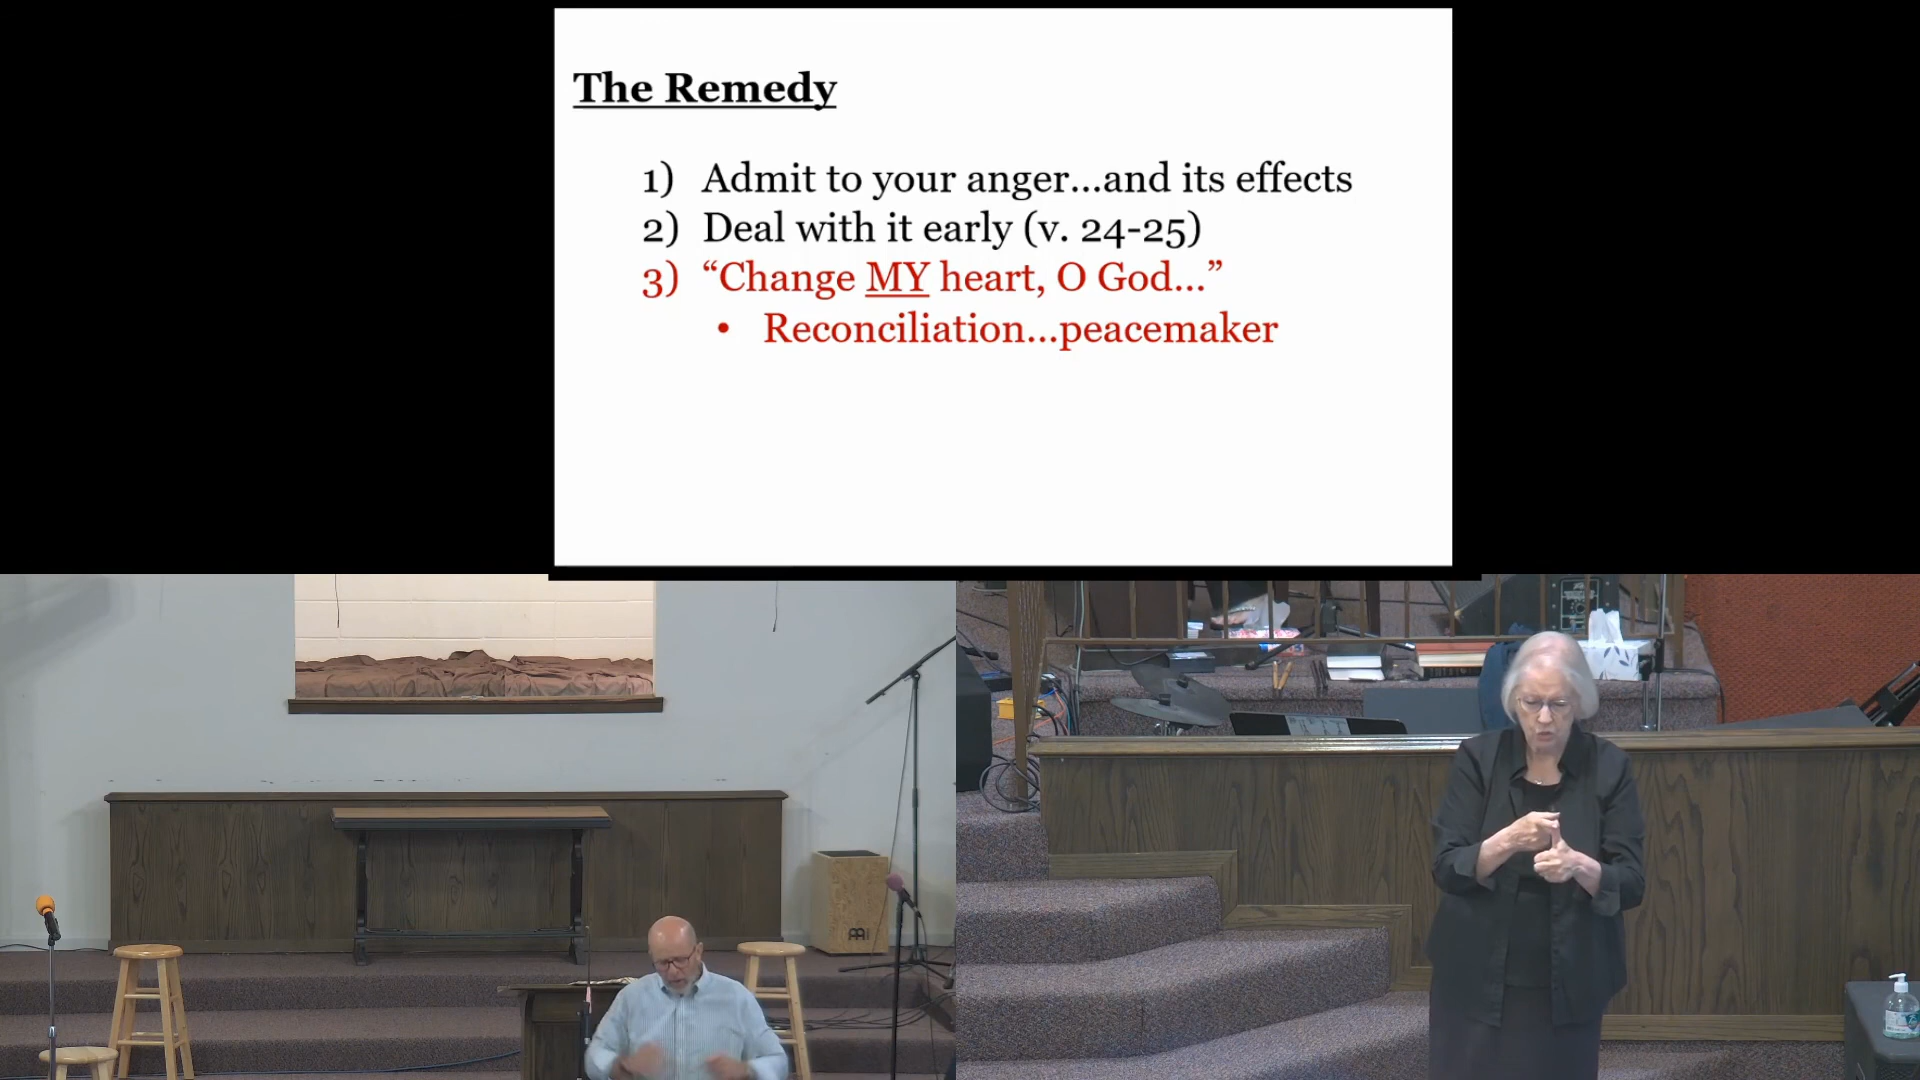 The Remedy
1) Admit to your anger...and its effects
2) Deal with it early (v. 24-25)
3) “Change MY heart, O God...”
• Reconciliation...peacemaker